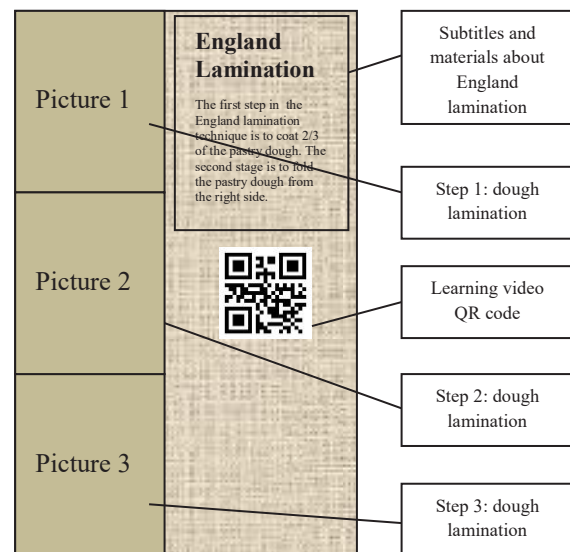 Picture 1
England
Lamination
The first step in the
England lamination
technique is to coat 2/3
of the pastry dough. The
second stage is to fold
the pastry dough from
the right side.
Picture 2
Picture 3
Subtitles and
materials about
England
lamination
Step 1: dough
lamination
Learning video
QR code
Step 2: dough
lamination
Step 3: dough
lamination